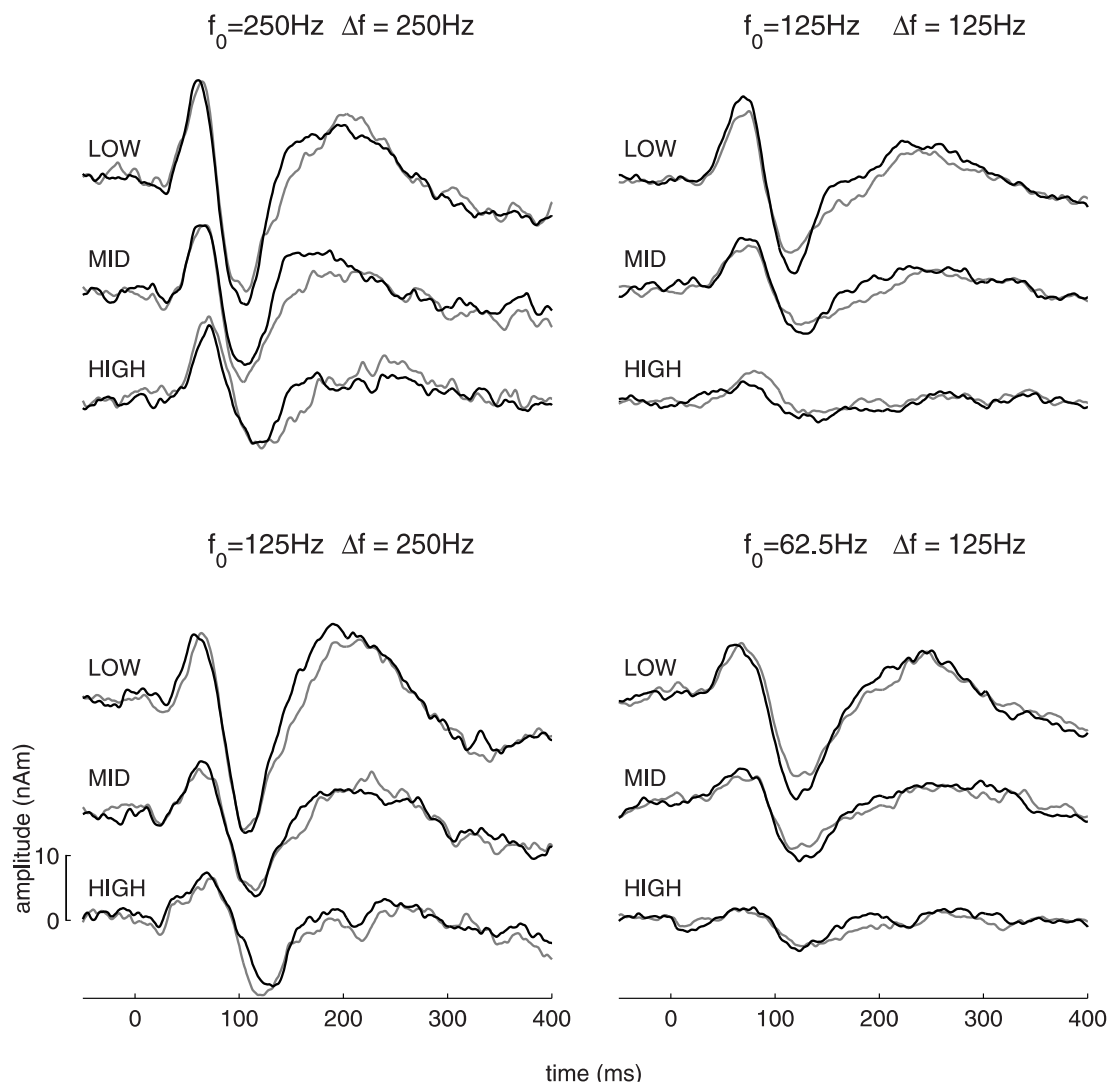 f0=250Hz Δf = 250Hz
f0=125Hz Δf = 125Hz
LOW
MID
HIGH
LOW
MID
HIGH
f0=125Hz Δf = 250Hz
f0=62.5Hz Δf = 125Hz
LOW
MID
HIGH
LOW
MID
HIGH
amplitude (nAm)
10
0
0 100 200 300 400
0 100 200 300 400
time (ms)